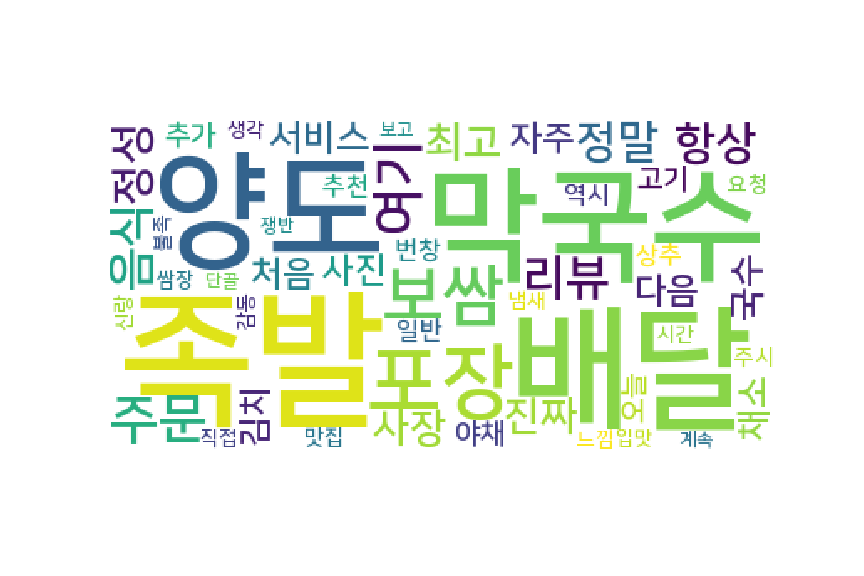 정성
추가
생각
서비스
보고
최고
자주
정말
항상
양도
추천
여기
막국수
역시
고기
요청
음식
불족
쟁반
쌈장
단골
처음
사진
번창
보쌈
리뷰
상추
다음
국수
신랑
감동
족발
일반
냄새
포장
배달
시간
주시
주문
직접
김치
맛집
사장
야채
진짜
느낌
입맛
오늘
계속
채소